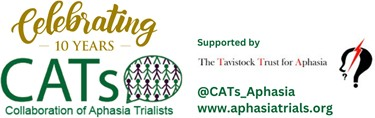 Celebrating
10 YEARS
CATs
Collaboration of Aphasia Trialists
Supported by
The Tavistock Trust for Aphasia
@CATs_Aphasia
www.aphasiatrials.org